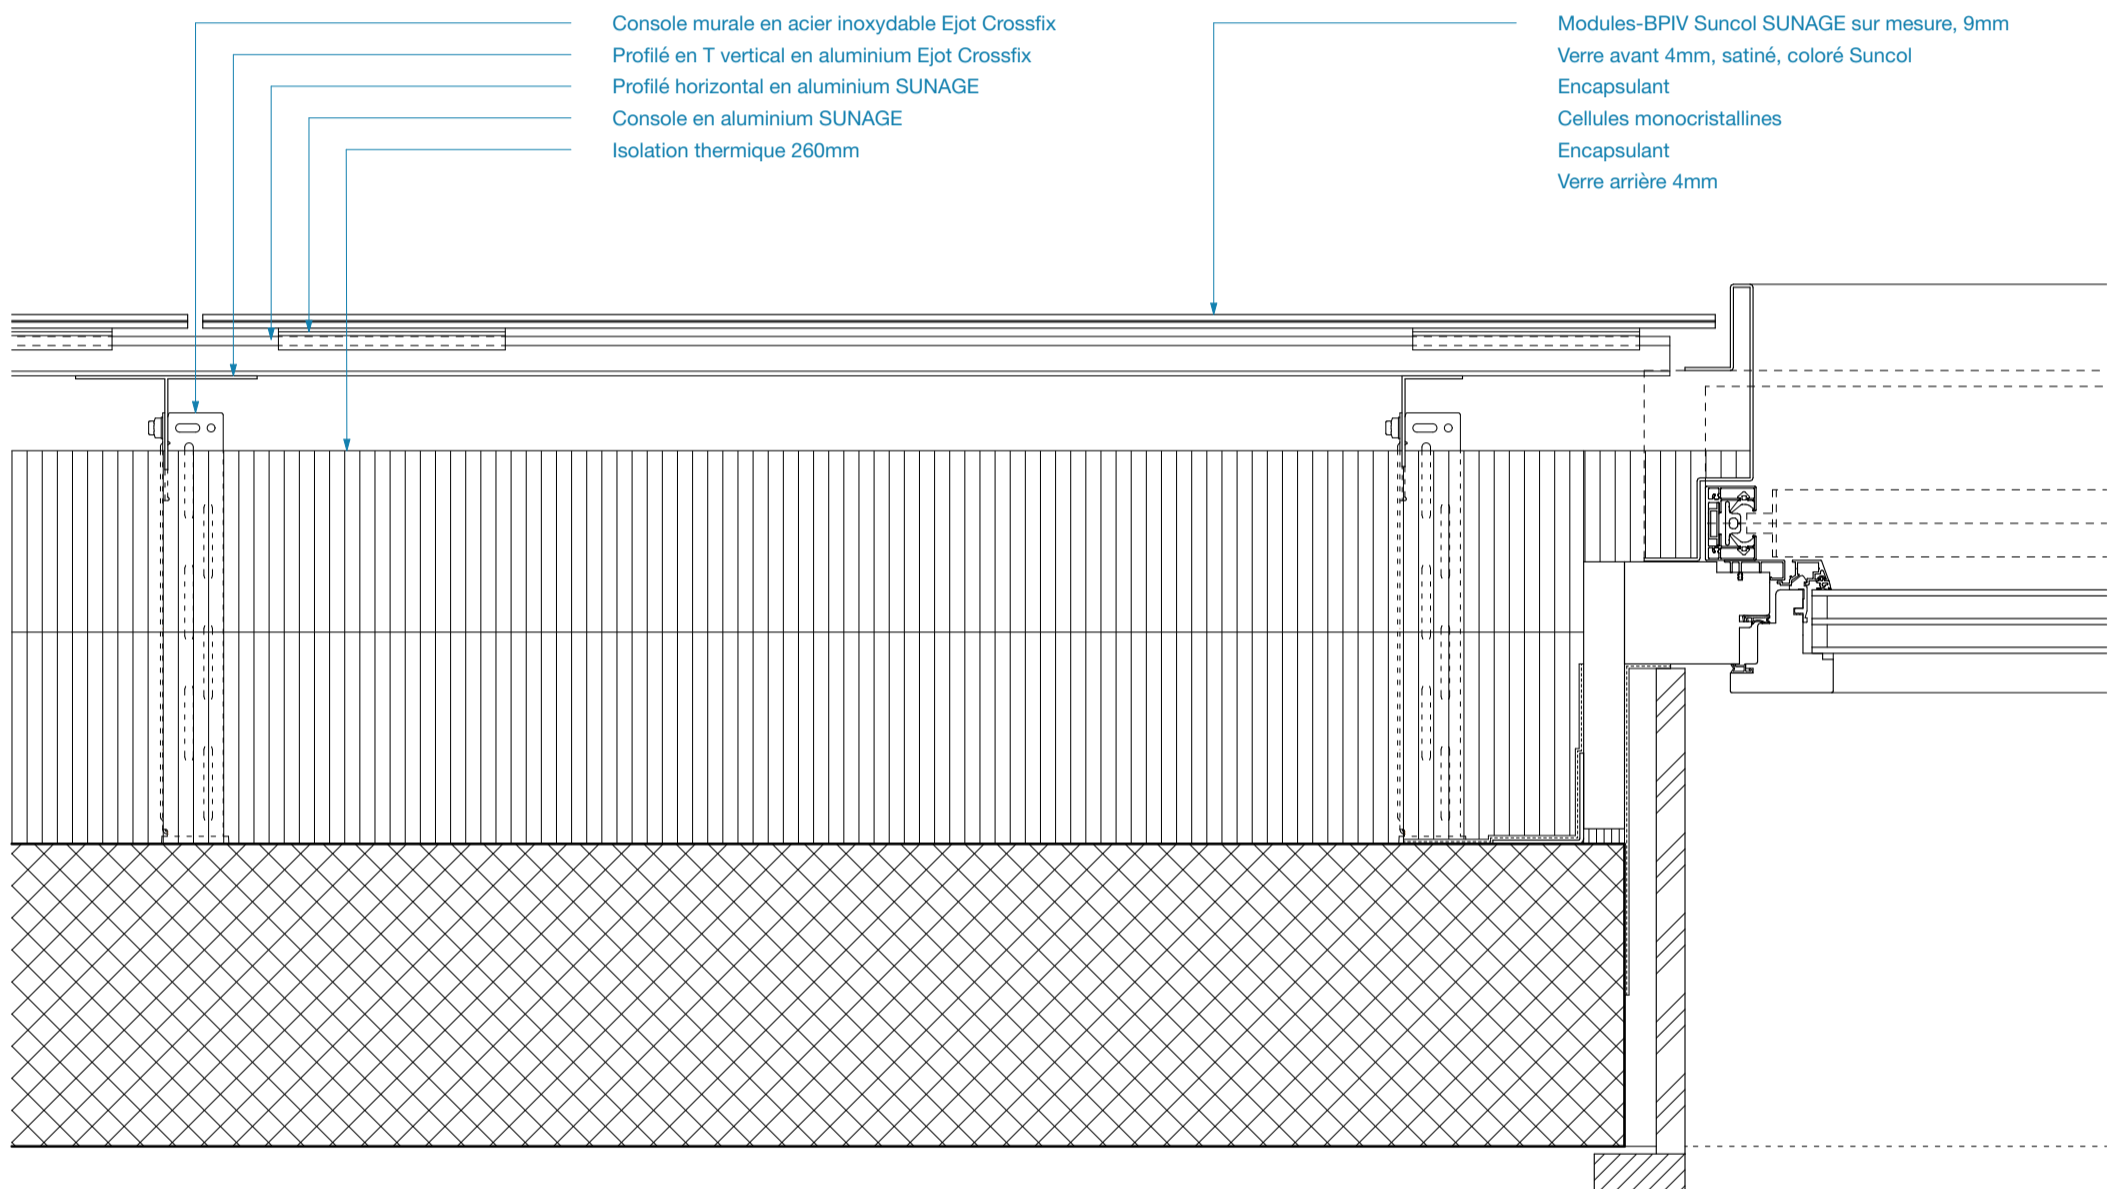 Console murale en acier inoxydable Ejot Crossfix
Profilé en T vertical en aluminium Ejot Crossfix
Profilé horizontal en aluminium SUNAGE
Console en aluminium SUNAGE
Isolation thermique 260mm
Modules-BPIV Suncol SUNAGE sur mesure, 9mm
Verre avant 4mm, satiné, coloré Suncol
Encapsulant
Cellules monocristallines
Encapsulant
Verre arrière 4mm